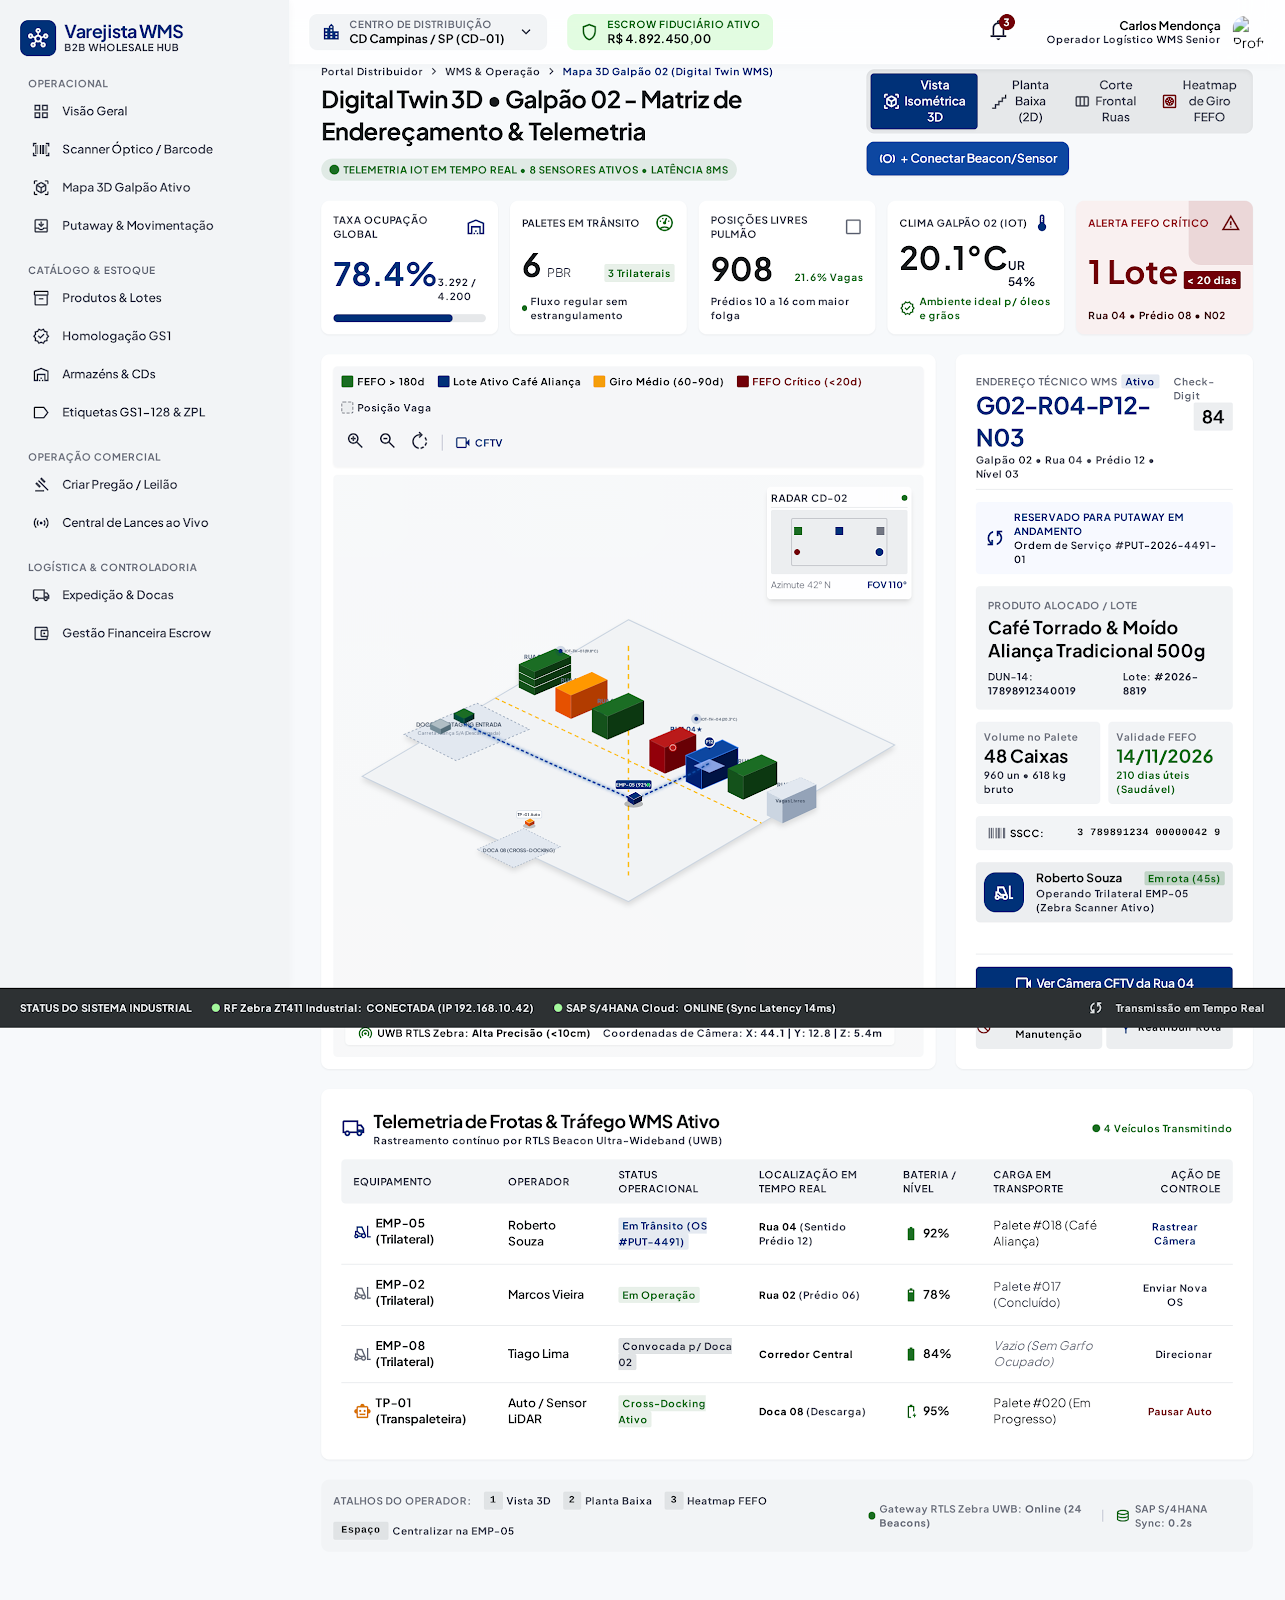 Varejista WMS
B2B WHOLESALE HUB
OPERACIONAL
Visão Geral
Scanner Óptico / Barcode
Mapa 3D Galpão Ativo
Putaway & Movimentação
CATÁLOGO & ESTOQUE
Produtos & Lotes
Homologação GS1
Armazéns & CDs
Etiquetas GS1-128 & ZPL
OPERAÇÃO COMERCIAL
Criar Pregão / Leilão
Central de Lances ao Vivo
LOGÍSTICA & CONTROLADORIA
Expedição & Docas
Gestão Financeira Escrow
CENTRO DE DISTRIBUIÇÃO
CD Campinas / SP (CD-01)
ESCROW FIDUCIÁRIO ATIVO
R$ 4.892.450,00
3
Carlos Mendonça
Operador Logístico WMS Senior
Portal Distribuidor
WMS & Operação
Mapa 3D Galpão 02 (Digital Twin WMS)
Digital Twin 3D • Galpão 02 – Matriz de
Endereçamento & Telemetria
TELEMETRIA IOT EM TEMPO REAL • 8 SENSORES ATIVOS • LATÊNCIA 8MS
Vista
Isométrica
3D
Planta
Baixa
(2D)
Corte
Frontal
Ruas
Heatmap
de Giro
FEFO
+ Conectar Beacon/Sensor
TAXA OCUPAÇÃO
GLOBAL
78.4%
3.292 /
4.200
PALETES EM TRÂNSITO
6 PBR
3 Trilaterais
Fluxo regular sem
estrangulamento
POSIÇÕES LIVRES
PULMÃO
908
21.6% Vagas
Prédios 10 a 16 com maior
folga
CLIMA GALPÃO 02 (IOT)
20.1°C
UR
54%
Ambiente ideal p/ óleos
e grãos
ALERTA FEFO CRÍTICO
1 Lote
< 20 dias
Rua 04 • Prédio 08 • N02
FEFO > 180d
Lote Ativo Café Aliança
Giro Médio (60-90d)
FEFO Crítico (<20d)
Posição Vaga
CFTV
RADAR CD-02
Azimute 42° N
FOV 110°
EMP-05 (92%)
TP-01 Auto
DOCA 08 (CROSS-DOCKING)
P12
Vagas Livres
UWB RTLS Zebra: Alta Precisão (<10cm)
Coordenadas de Câmera: X: 44.1 | Y: 12.8 | Z: 5.4m
ENDEREÇO TÉCNICO WMS
Ativo
Check-
Digit
G02-R04-P12-
N03
84
Galpão 02 • Rua 04 • Prédio 12 •
Nível 03
RESERVADO PARA PUTAWAY EM
ANDAMENTO
Ordem de Serviço #PUT-2026-4491-
01
PRODUTO ALOCADO / LOTE
Café Torrado & Moído
Aliança Tradicional 500g
DUN-14:
17898912340019
Lote: #2026-
8819
Volume no Palete
48 Caixas
960 un • 618 kg
bruto
Validade FEFO
14/11/2026
210 dias úteis
(Saudável)
SSCC:
3 789891234 00000042 9
Roberto Souza
Em rota (45s)
Operando Trilateral EMP-05
(Zebra Scanner Ativo)
Ver Câmera CFTV da Rua 04
Manutenção
Reatribuir Rota
STATUS DO SISTEMA INDUSTRIAL
RF Zebra ZT411 Industrial: CONECTADA (IP 192.168.10.42)
SAP S/4HANA Cloud: ONLINE (Sync Latency 14ms)
Transmissão em Tempo Real
Telemetria de Frotas & Tráfego WMS Ativo
Rastreamento contínuo por RTLS Beacon Ultra-Wideband (UWB)
4 Veículos Transmitindo
EQUIPAMENTO
OPERADOR
STATUS
OPERACIONAL
LOCALIZAÇÃO EM
TEMPO REAL
BATERIA /
NÍVEL
CARGA EM
TRANSPORTE
AÇÃO DE
CONTROLE
EMP-05
(Trilateral)
Roberto
Souza
Em Trânsito (OS
#PUT-4491)
Rua 04 (Sentido
Prédio 12)
92%
Palete #018 (Café
Aliança)
Rastrear
Câmera
EMP-02
(Trilateral)
Marcos Vieira
Em Operação
Rua 02 (Prédio 06)
78%
Palete #017
(Concluído)
Enviar Nova
OS
EMP-08
(Trilateral)
Tiago Lima
Convocada p/ Doca
02
Corredor Central
84%
Vazio (Sem Garfo
Ocupado)
Direcionar
TP-01
(Transpaleteira)
Auto / Sensor
LiDAR
Cross-Docking
Ativo
Doca 08 (Descarga)
95%
Palete #020 (Em
Progresso)
Pausar Auto
ATALHOS DO OPERADOR:
1 Vista 3D
2 Planta Baixa
3 Heatmap FEFO
Espaço Centralizar na EMP-05
Gateway RTLS Zebra UWB: Online (24
Beacons)
SAP S/4HANA
Sync: 0.2s